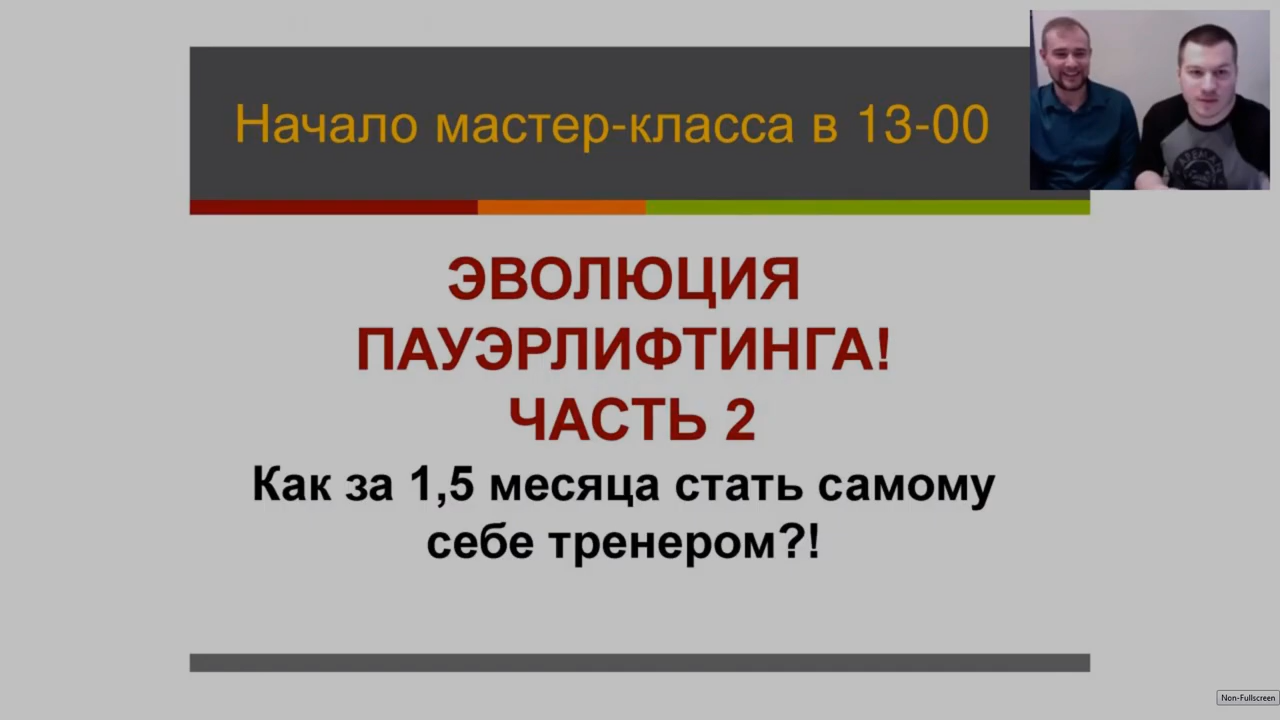 Начало мастер-класса в 13-00
ЭВОЛЮЦИЯ
ПАУЭРЛИФТИНГА!
ЧАСТЬ 2
Как за 1,5 месяца стать самому
себе тренером?!
Non-Fullscreen